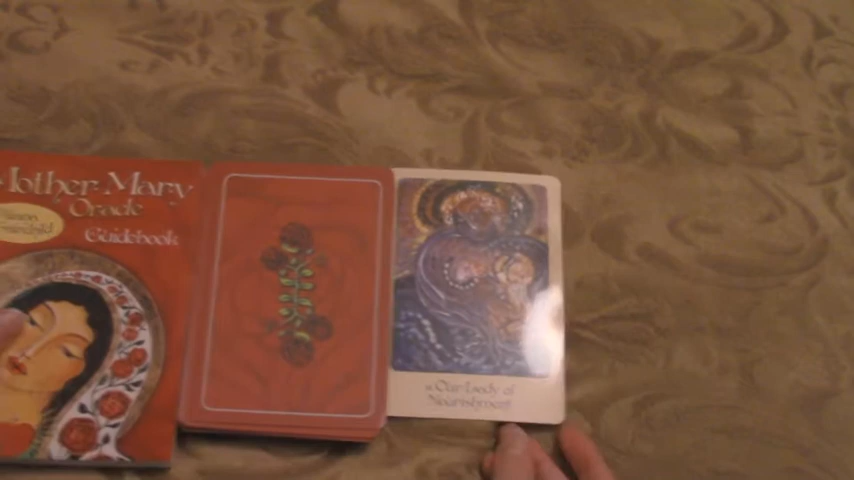 Mother Mary
Oracle
Guidebook
Our Lady of
Nourishment